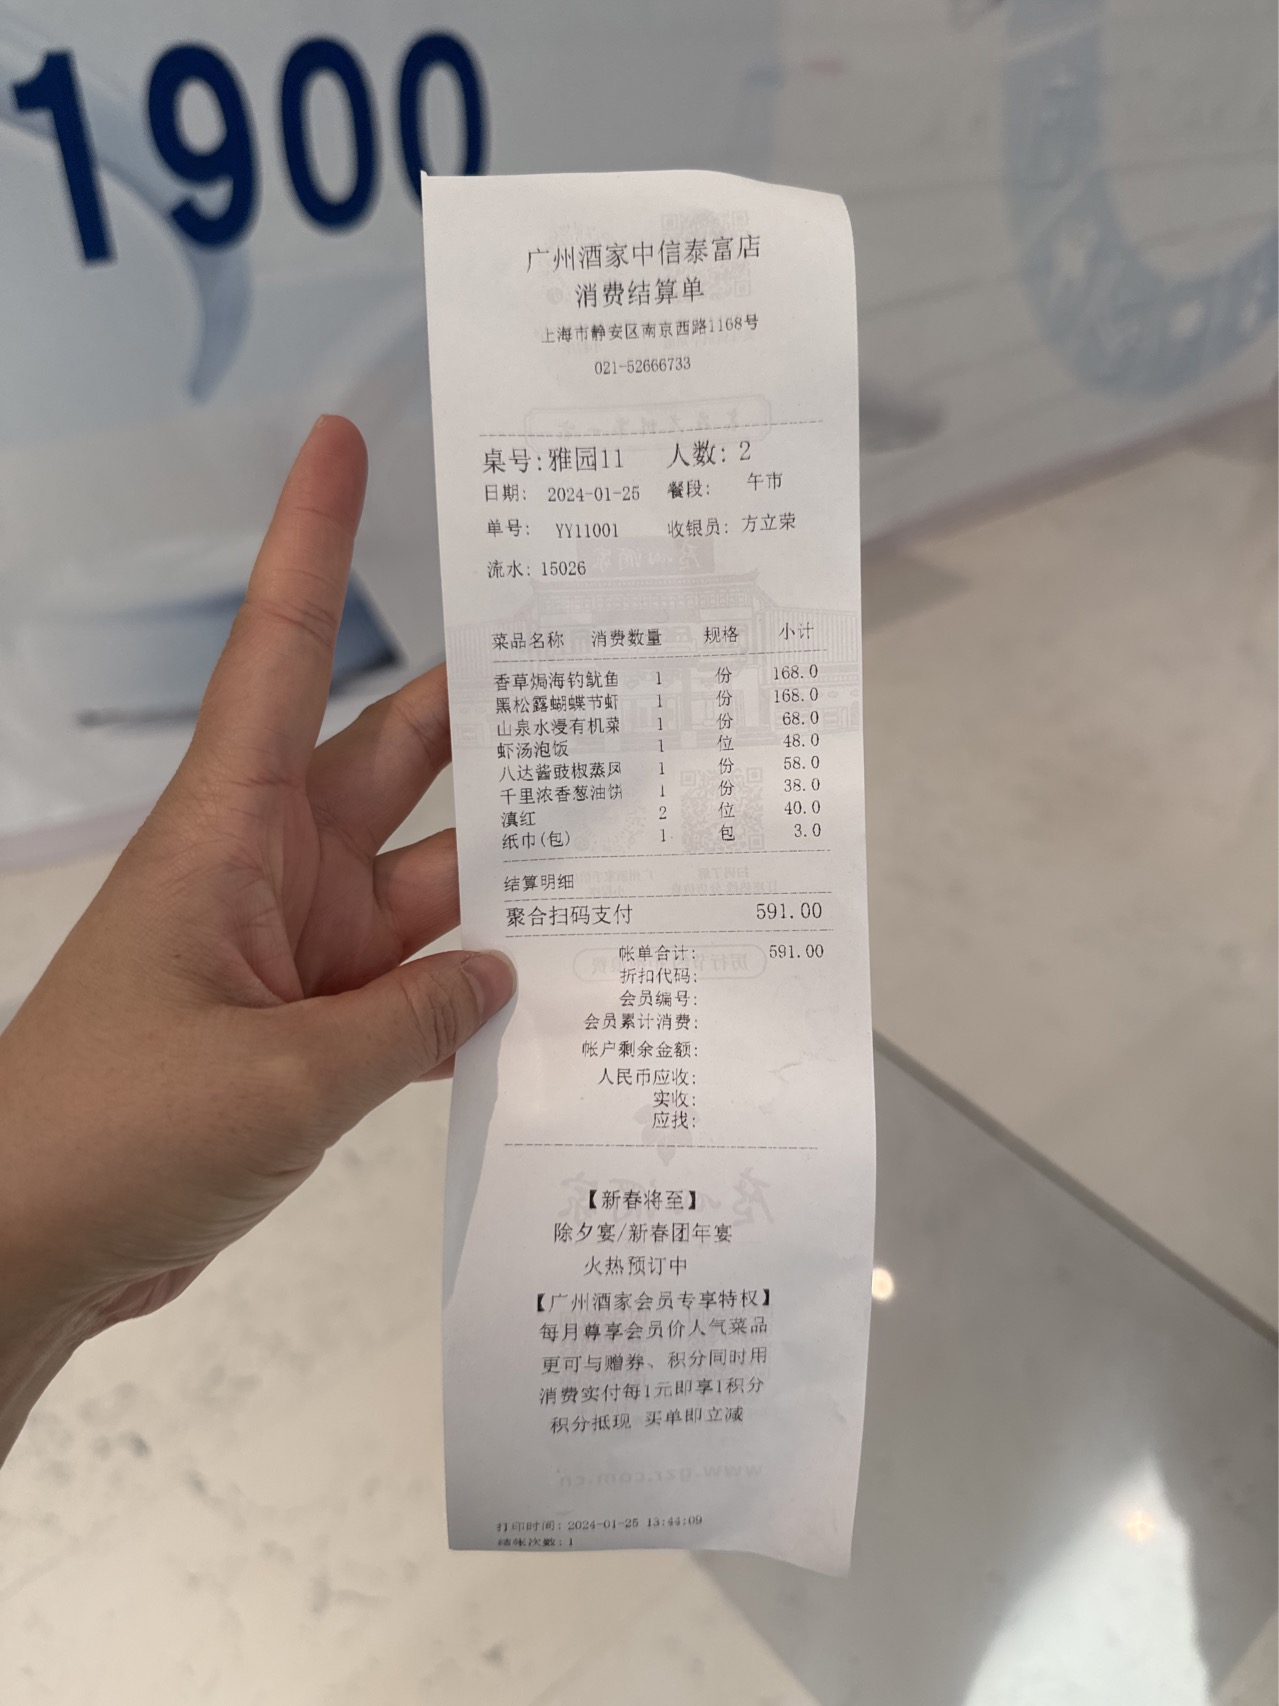 1900
广州酒家中信泰富店
消费结算单
上海市静安区南京西路1168号
021-52666733
桌号:雅园11 人数: 2
日期: 2024-01-25 餐段: 午市
单号: YY11001 收银员: 方立荣
流水: 15026
菜品名称 消费数量 规格 小计
香草焗海钓鱿鱼 1 份 168.0
黑松露蝴蝶节虾 1 份 168.0
山泉水浸有机菜 1 份 68.0
虾汤泡饭 1 位 48.0
八达酱豉椒蒸凤 1 份 58.0
千里浓香葱油饼 1 份 38.0
滇红 2 位 40.0
纸巾(包) 1 包 3.0
结算明细
聚合扫码支付 591.00
帐单合计: 591.00
折扣代码:
会员编号:
会员累计消费:
帐户剩余金额:
人民币应收:
实收:
应找:
【新春将至】
除夕宴/新春团年宴
火热预订中
【广州酒家会员专享特权】
每月尊享会员价人气菜品
更可与赠券、积分同时用
消费实付每1元即享1积分
积分抵现 买单即立减
打印时间: 2024-01-25 13:44:09
结帐次数: 1